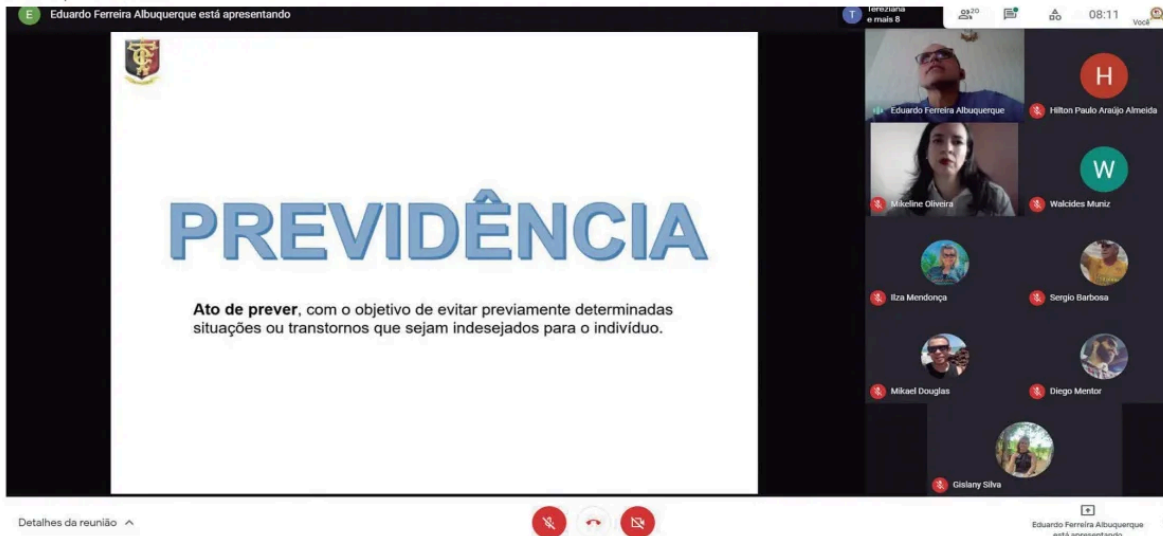 E Eduardo Ferreira Albuquerque está apresentando
T Tereziana
e mais 8
20
08:11
Você
PREVIDÊNCIA
Ato de prever, com o objetivo de evitar previamente determinadas
situações ou transtornos que sejam indesejados para o indivíduo.
Eduardo Ferreira Albuquerque
H
Hilton Paulo Araújo Almeida
Mikeline Oliveira
W
Walcides Muniz
Ilza Mendonça
Sergio Barbosa
Mikael Douglas
Diego Mentor
Gislany Silva
Detalhes da reunião
Eduardo Ferreira Albuquerque
está apresentando